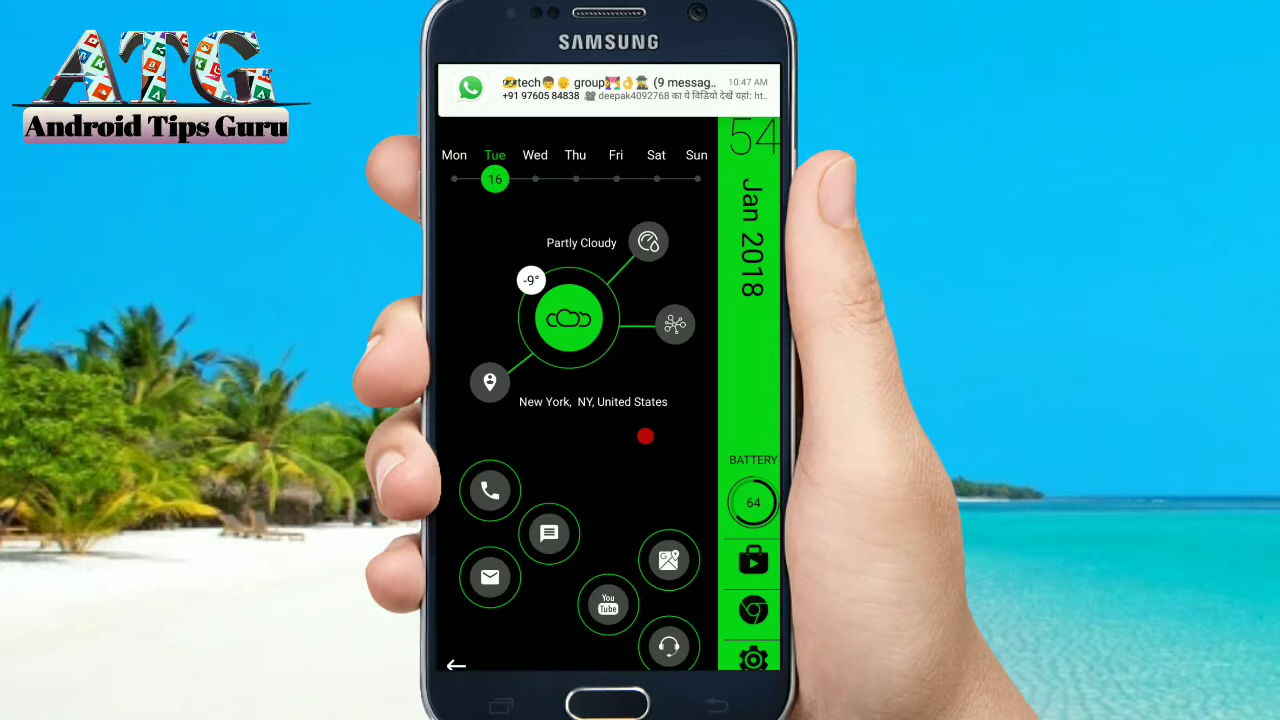 ATG
Android Tips Guru
SAMSUNG
😎tech👨👴 group💆👌🕵 (9 messag..
10:47 AM
+91 97605 84838 🎥 deepak4092768 का ये विडियो देखें यहां: ht..
54
Mon Tue Wed Thu Fri Sat Sun
16
Jan 2018
Partly Cloudy
-9°
New York, NY, United States
BATTERY
64
You
Tube